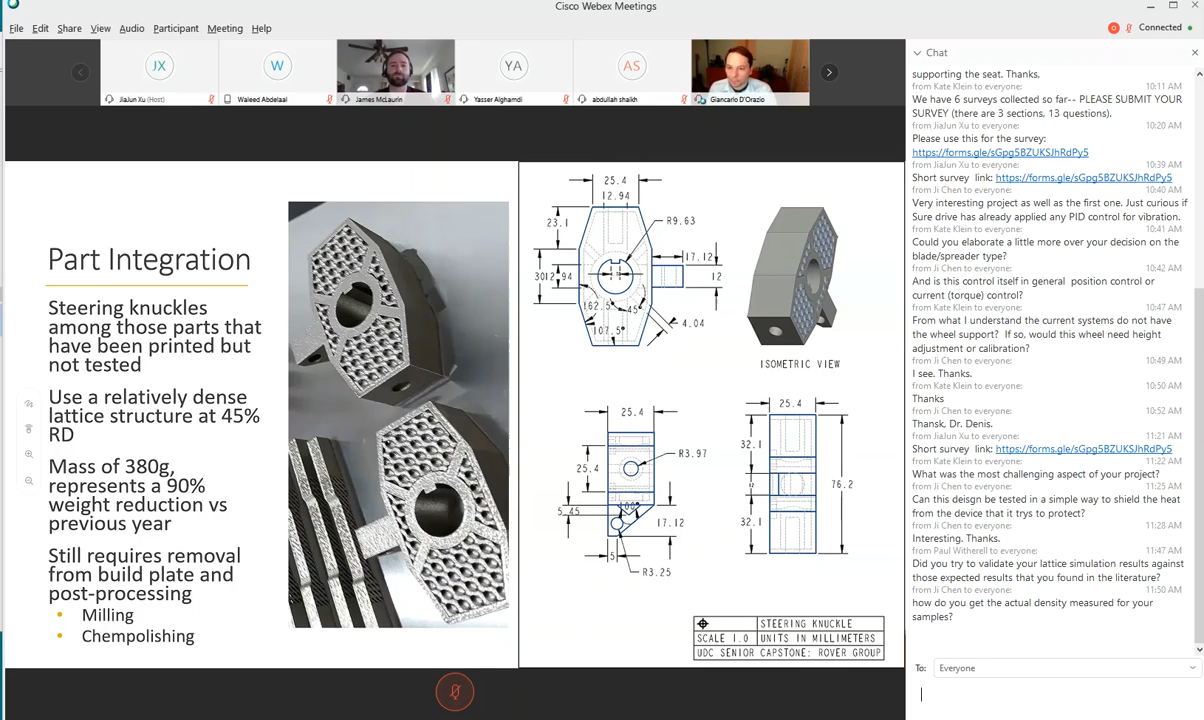 Cisco Webex Meetings
File Edit Share View Audio Participant Meeting Help
Connected
JX
W
YA
AS
JiaJun Xu (Host)
Waleed Abdelaal
James McLaurin
Yasser Alghamdi
abdullah shaikh
Giancarlo D'Orazio
Part Integration
Steering knuckles
among those parts that
have been printed but
not tested
Use a relatively dense
lattice structure at 45%
RD
Mass of 380g,
represents a 90%
weight reduction vs
previous year
Still requires removal
from build plate and
post-processing
• Milling
• Chempolishing
25.4
12.94
23.1
R9.63
17.12
30
12.94
12
162.5°
45°
107.5°
4.04
ISOMETRIC VIEW
25.4
R3.97
25.4
5.45
17.12
5
R3.25
25.4
32.1
76.2
32.1
STEERING KNUCKLE
SCALE 1.0 UNITS IN MILLIMETERS
UDC SENIOR CAPSTONE: ROVER GROUP
Chat
supporting the seat. Thanks.
from Kate Klein to everyone: 10:11 AM
We have 6 surveys collected so far-- PLEASE SUBMIT YOUR
SURVEY (there are 3 sections, 13 questions).
from JiaJun Xu to everyone: 10:20 AM
Please use this for the survey:
https://forms.gle/sGpg5BZUKSJhRdPy5
from JiaJun Xu to everyone: 10:39 AM
Short survey link: https://forms.gle/sGpg5BZUKSJhRdPy5
from Ji Chen to everyone: 10:40 AM
Very interesting project as well as the first one. Just curious if
Sure drive has already applied any PID control for vibration.
from Kate Klein to everyone: 10:41 AM
Could you elaborate a little more over your decision on the
blade/spreader type?
from Ji Chen to everyone: 10:42 AM
And is this control itself in general position control or
current (torque) control?
from Kate Klein to everyone: 10:47 AM
From what I understand the current systems do not have
the wheel support? If so, would this wheel need height
adjustment or calibration?
from Ji Chen to everyone: 10:49 AM
I see. Thanks.
from Kate Klein to everyone: 10:50 AM
Thanks
from Ji Chen to everyone: 10:52 AM
Thansk, Dr. Denis.
from JiaJun Xu to everyone: 11:21 AM
Short survey link: https://forms.gle/sGpg5BZUKSJhRdPy5
from Kate Klein to everyone: 11:22 AM
What was the most challenging aspect of your project?
from Ji Chen to everyone: 11:25 AM
Can this deisgn be tested in a simple way to shield the heat
from the device that it trys to protect?
from Ji Chen to everyone: 11:28 AM
Interesting. Thanks.
from Paul Witherell to everyone: 11:47 AM
Did you try to validate your lattice simulation results against
those expected results that you found in the literature?
from Ji Chen to everyone: 11:50 AM
how do you get the actual density measured for your
samples?
To: Everyone